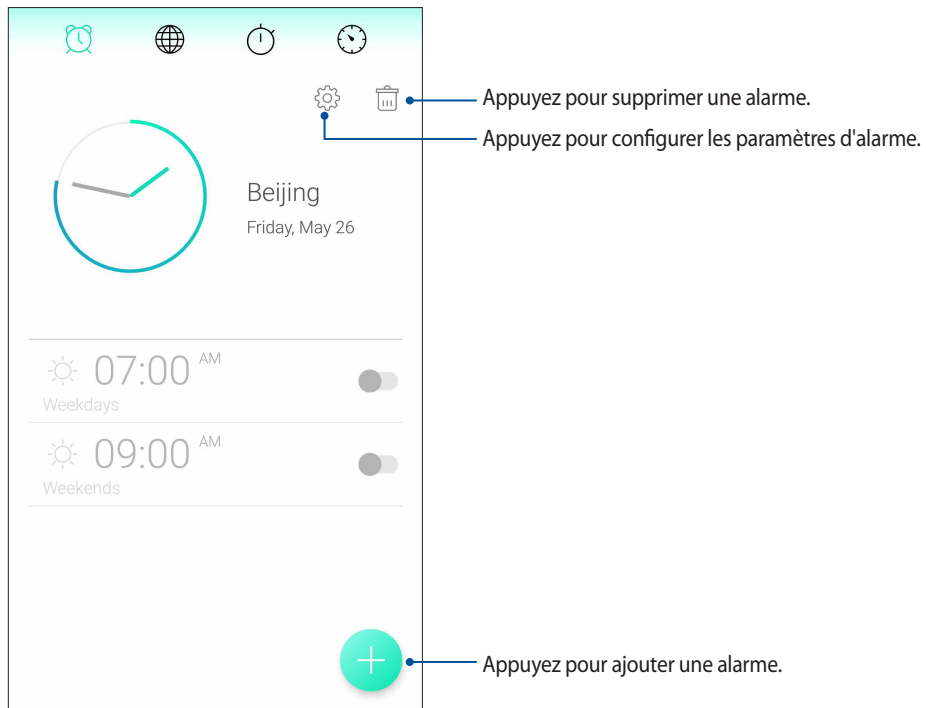 Appuyez pour supprimer une alarme.
Appuyez pour configurer les paramètres d'alarme.
Beijing
Friday, May 26
07:00 AM
Weekdays
09:00 AM
Weekends
Appuyez pour ajouter une alarme.